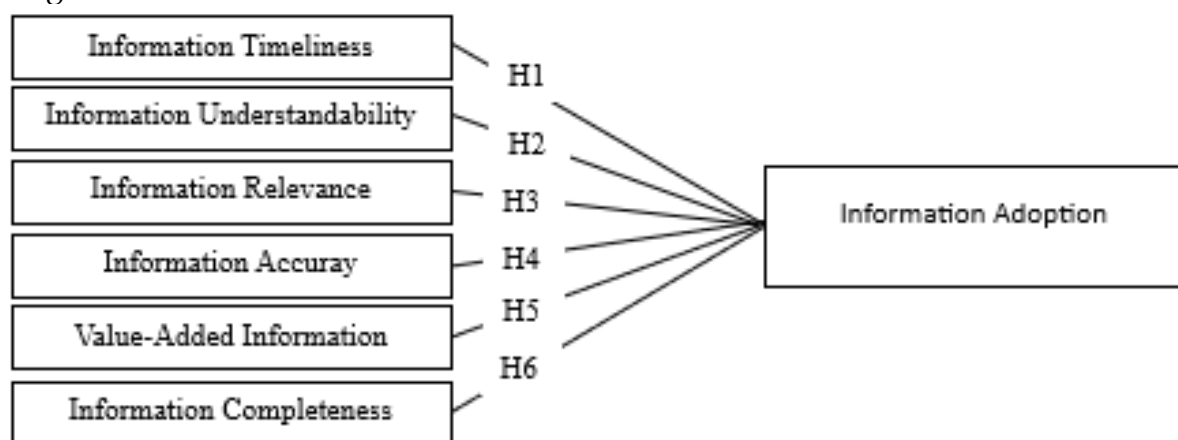 Information Timeliness
H1
Information Understandability
H2
Information Relevance
H3
Information Accuray
H4
Value-Added Information
H5
Information Completeness
H6
Information Adoption